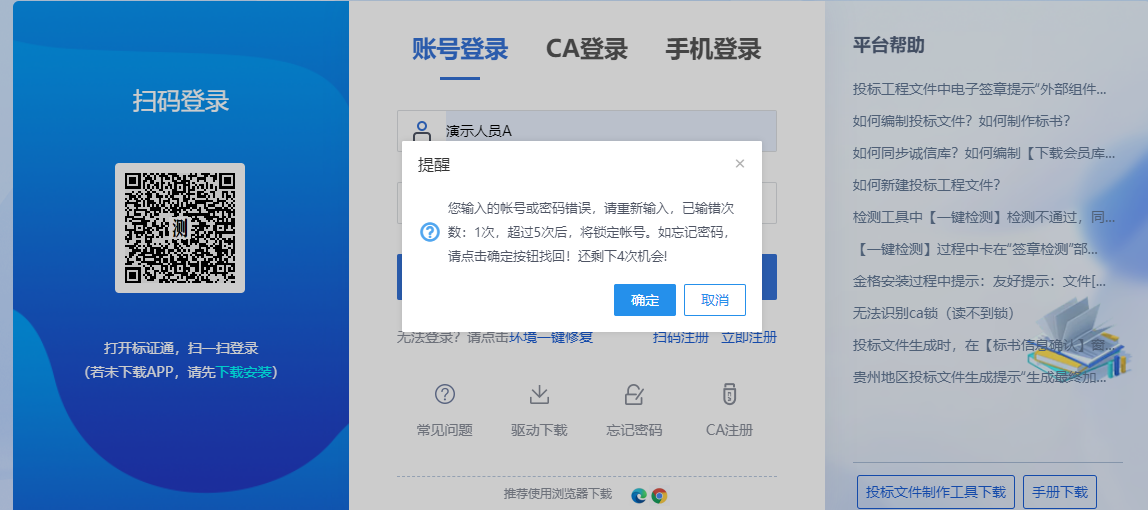 扫码登录
测
打开标证通，扫一扫登录
(若未下载APP，请先下载安装)
账号登录
CA登录
手机登录
演示人员A
提醒
您输入的帐号或密码错误，请重新输入，已输错次
数：1次，超过5次后，将锁定帐号。如忘记密码，
请点击确定按钮找回！还剩下4次机会!
确定
取消
无法登录？请点击环境一键修复
扫码注册
立即注册
常见问题
驱动下载
忘记密码
CA注册
推荐使用浏览器下载
平台帮助
投标工程文件中电子签章提示“外部组件...
如何编制投标文件？如何制作标书?
如何同步诚信库？如何编制【下载会员库...
如何新建投标工程文件?
检测工具中【一键检测】检测不通过，同...
【一键检测】过程中卡在“签章检测”部...
金格安装过程中提示：友好提示：文件[...
无法识别ca锁（读不到锁）
投标文件生成时，在【标书信息确认】窗...
贵州地区投标文件生成提示“生成最终加...
投标文件制作工具下载
手册下载